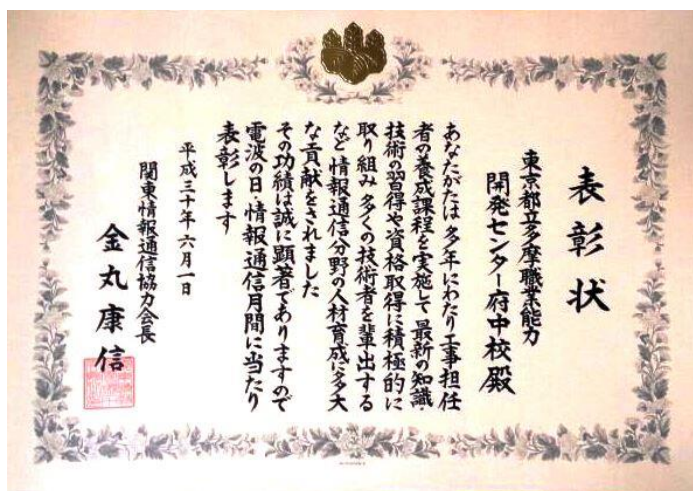 表彰状
東京都立多摩職業能力
開発センター府中校殿
あなたがたは 多年にわたり工事担任
者の養成課程を実施して 最新の知識・
技術の習得や資格取得に積極的に
取り組み 多くの技術者を輩出する
など 情報通信分野の人材育成に多大
な貢献をされました
その功績は誠に顕著でありますので
電波の日・情報通信月間に当たり
表彰します
平成三十年六月一日
関東情報通信協力会長
金丸康信